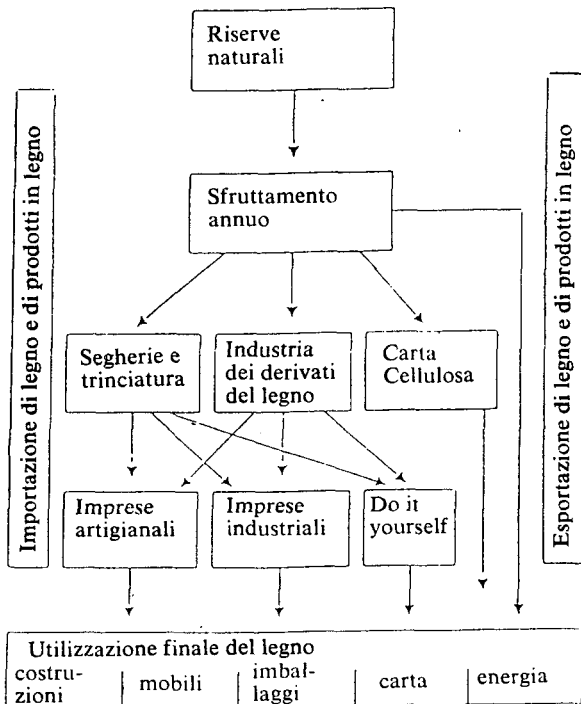 Riserve
naturali
Importazione di legno e di prodotti in legno
Esportazione di legno e di prodotti in legno
Sfruttamento
annuo
Segherie e
trinciatura
Industria
dei derivati
del legno
Carta
Cellulosa
Imprese
artigianali
Imprese
industriali
Do it
yourself
Utilizzazione finale del legno
costru-
zioni
mobili
imbal-
laggi
carta
energia